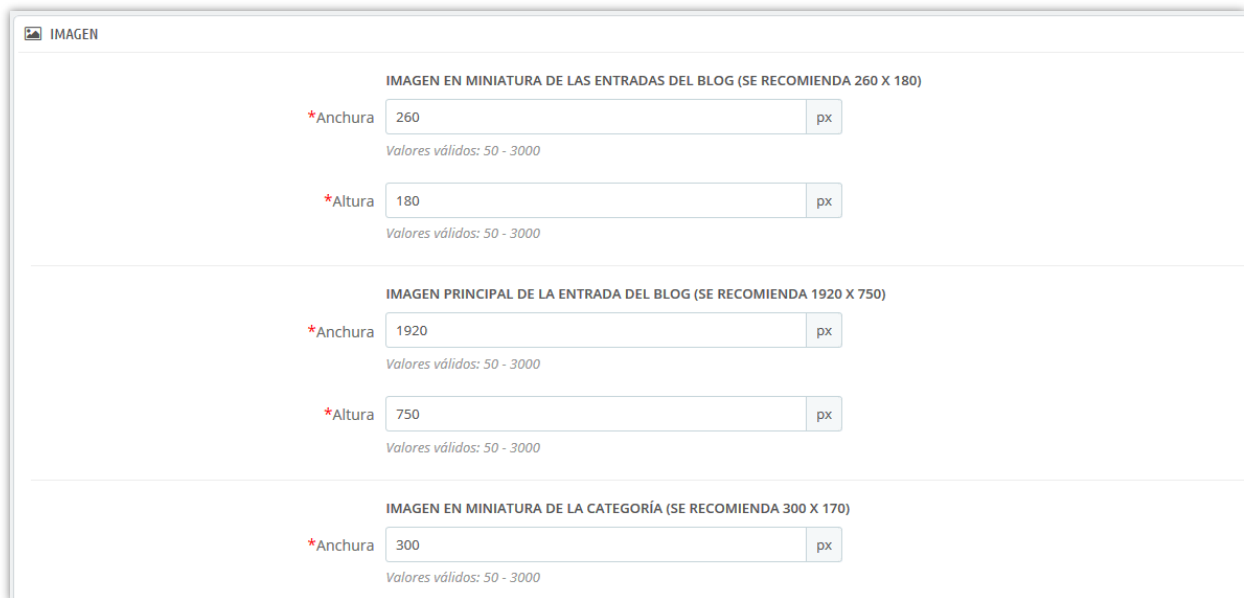 IMAGEN
IMAGEN EN MINIATURA DE LAS ENTRADAS DEL BLOG (SE RECOMIENDA 260 X 180)
*Anchura 260 px
Valores válidos: 50 - 3000
*Altura 180 px
Valores válidos: 50 - 3000
IMAGEN PRINCIPAL DE LA ENTRADA DEL BLOG (SE RECOMIENDA 1920 X 750)
*Anchura 1920 px
Valores válidos: 50 - 3000
*Altura 750 px
Valores válidos: 50 - 3000
IMAGEN EN MINIATURA DE LA CATEGORÍA (SE RECOMIENDA 300 X 170)
*Anchura 300 px
Valores válidos: 50 - 3000